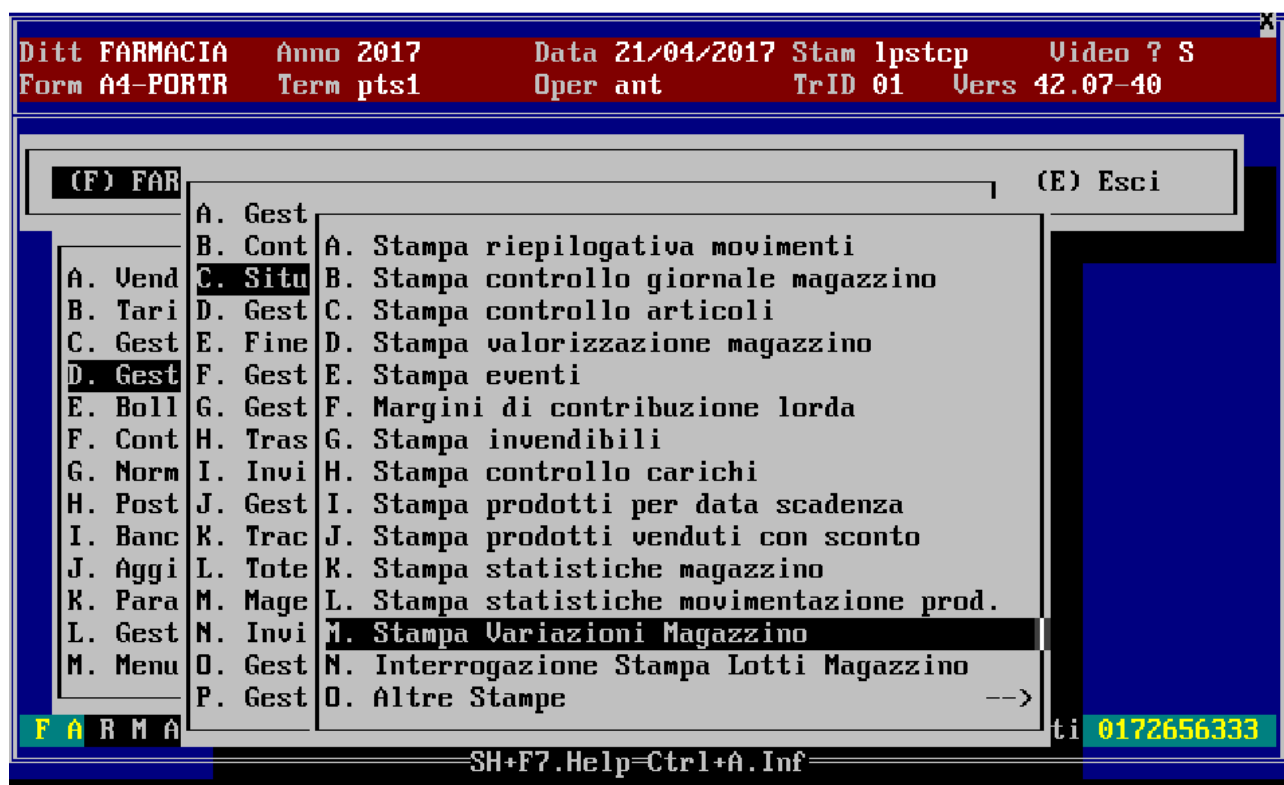 X
Ditt FARMACIA Anno 2017 Data 21/04/2017 Stam lpstcp Video ? S
Form A4-PORTR Term pts1 Oper ant TrID 01 Vers 42.07-40
(F) FAR (E) Esci
A. Gest
B. Cont A. Stampa riepilogativa movimenti
A. Vend C. Situ B. Stampa controllo giornale magazzino
B. Tari D. Gest C. Stampa controllo articoli
C. Gest E. Fine D. Stampa valorizzazione magazzino
D. Gest F. Gest E. Stampa eventi
E. Boll G. Gest F. Margini di contribuzione lorda
F. Cont H. Tras G. Stampa invendibili
G. Norm I. Invi H. Stampa controllo carichi
H. Post J. Gest I. Stampa prodotti per data scadenza
I. Banc K. Trac J. Stampa prodotti venduti con sconto
J. Aggi L. Tote K. Stampa statistiche magazzino
K. Para M. Mage L. Stampa statistiche movimentazione prod.
L. Gest N. Invi M. Stampa Variazioni Magazzino
M. Menu O. Gest N. Interrogazione Stampa Lotti Magazzino
P. Gest O. Altre Stampe -->
F A R M A ti 0172656333
SH+F7.Help=Ctrl+A.Inf